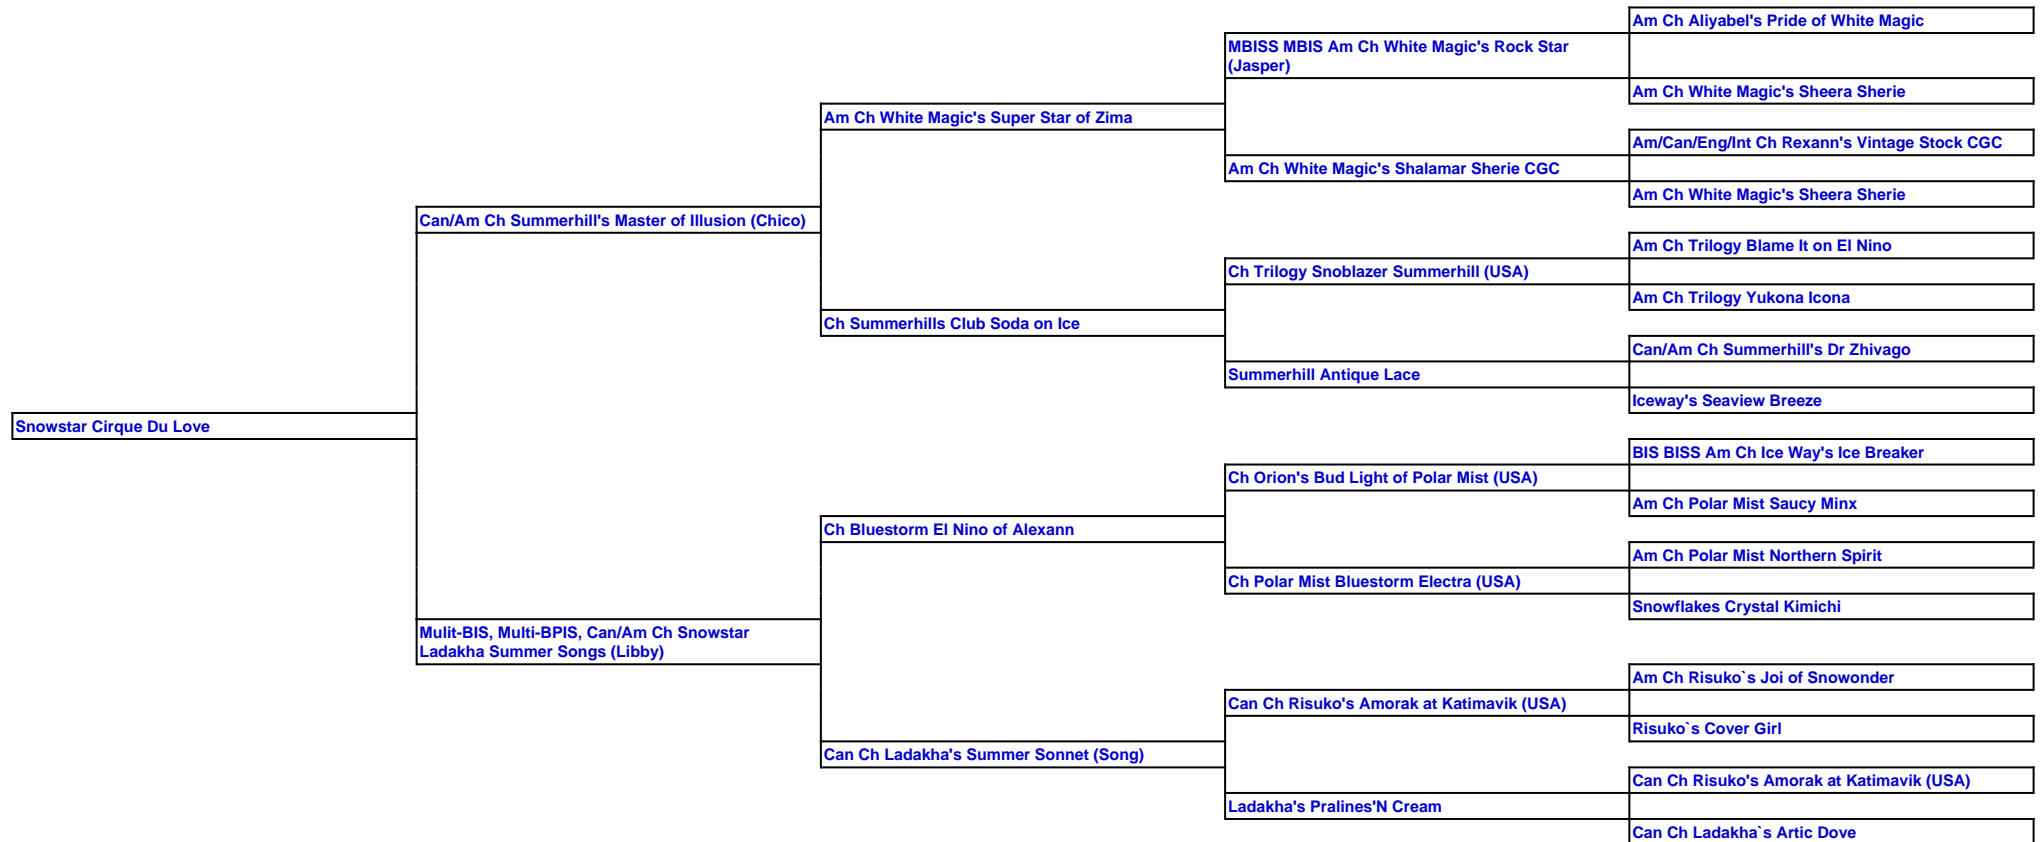 Am Ch Aliyabel's Pride of White Magic
MBISS MBIS Am Ch White Magic's Rock Star
(Jasper)
Am Ch White Magic's Sheera Sherie
Am Ch White Magic's Super Star of Zima
Am/Can/Eng/Int Ch Rexann's Vintage Stock CGC
Am Ch White Magic's Shalamar Sherie CGC
Am Ch White Magic's Sheera Sherie
Can/Am Ch Summerhill's Master of Illusion (Chico)
Am Ch Trilogy Blame It on El Nino
Ch Trilogy Snoblazer Summerhill (USA)
Am Ch Trilogy Yukona Icona
Ch Summerhills Club Soda on Ice
Can/Am Ch Summerhill's Dr Zhivago
Summerhill Antique Lace
Iceway's Seaview Breeze
Snowstar Cirque Du Love
BIS BISS Am Ch Ice Way's Ice Breaker
Ch Orion's Bud Light of Polar Mist (USA)
Am Ch Polar Mist Saucy Minx
Ch Bluestorm El Nino of Alexann
Am Ch Polar Mist Northern Spirit
Ch Polar Mist Bluestorm Electra (USA)
Snowflakes Crystal Kimichi
Mulit-BIS, Multi-BPIS, Can/Am Ch Snowstar
Ladakha Summer Songs (Libby)
Am Ch Risuko`s Joi of Snowonder
Can Ch Risuko's Amorak at Katimavik (USA)
Risuko`s Cover Girl
Can Ch Ladakha's Summer Sonnet (Song)
Can Ch Risuko's Amorak at Katimavik (USA)
Ladakha's Pralines'N Cream
Can Ch Ladakha`s Artic Dove